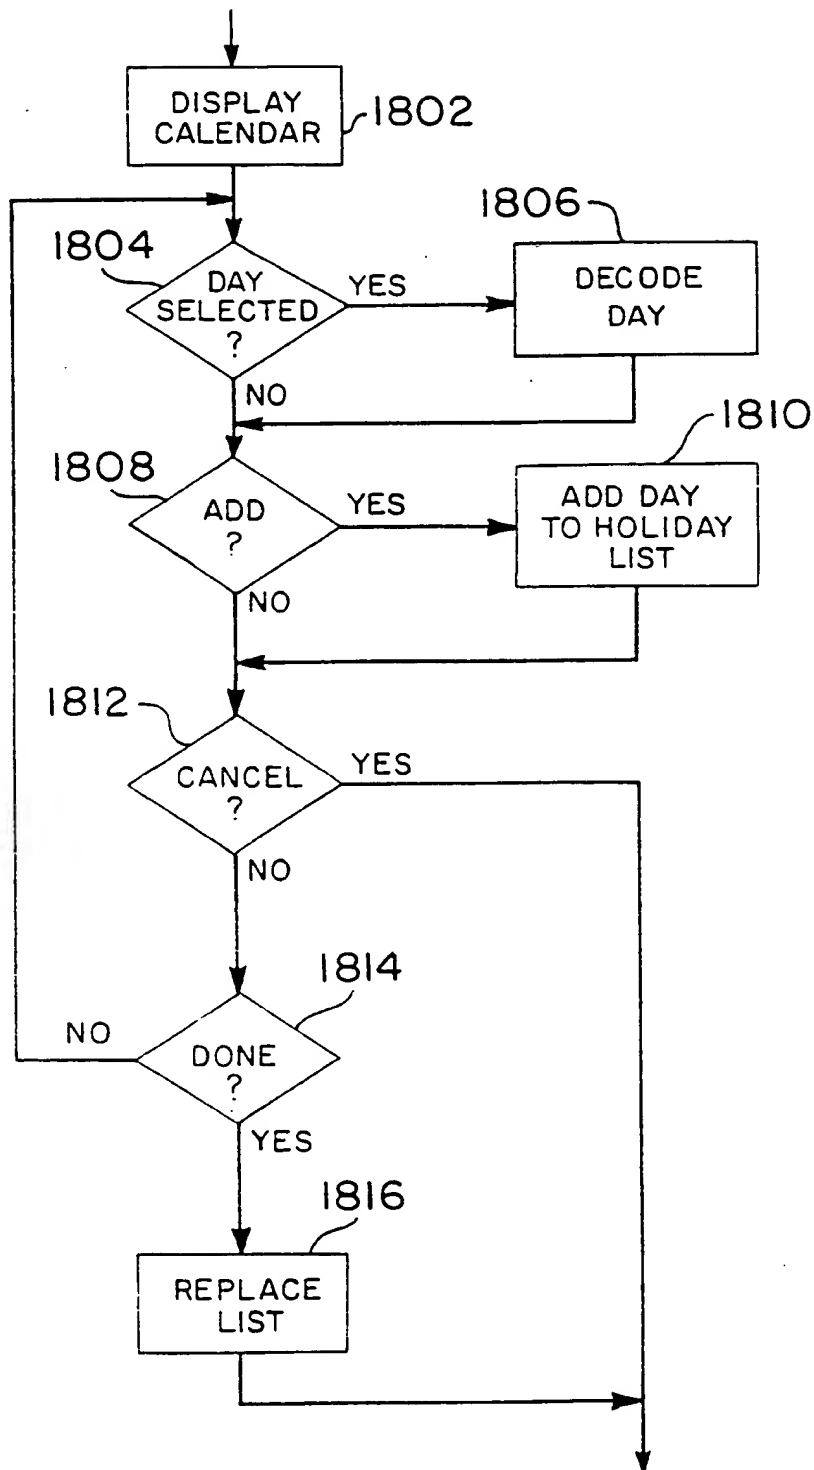 DISPLAY
CALENDAR
1802
1806
1804
DAY
SELECTED
?
YES
DECODE
DAY
NO
1810
1808
ADD
?
YES
ADD DAY
TO HOLIDAY
LIST
NO
1812
CANCEL
?
YES
NO
1814
NO
DONE
?
YES
1816
REPLACE
LIST